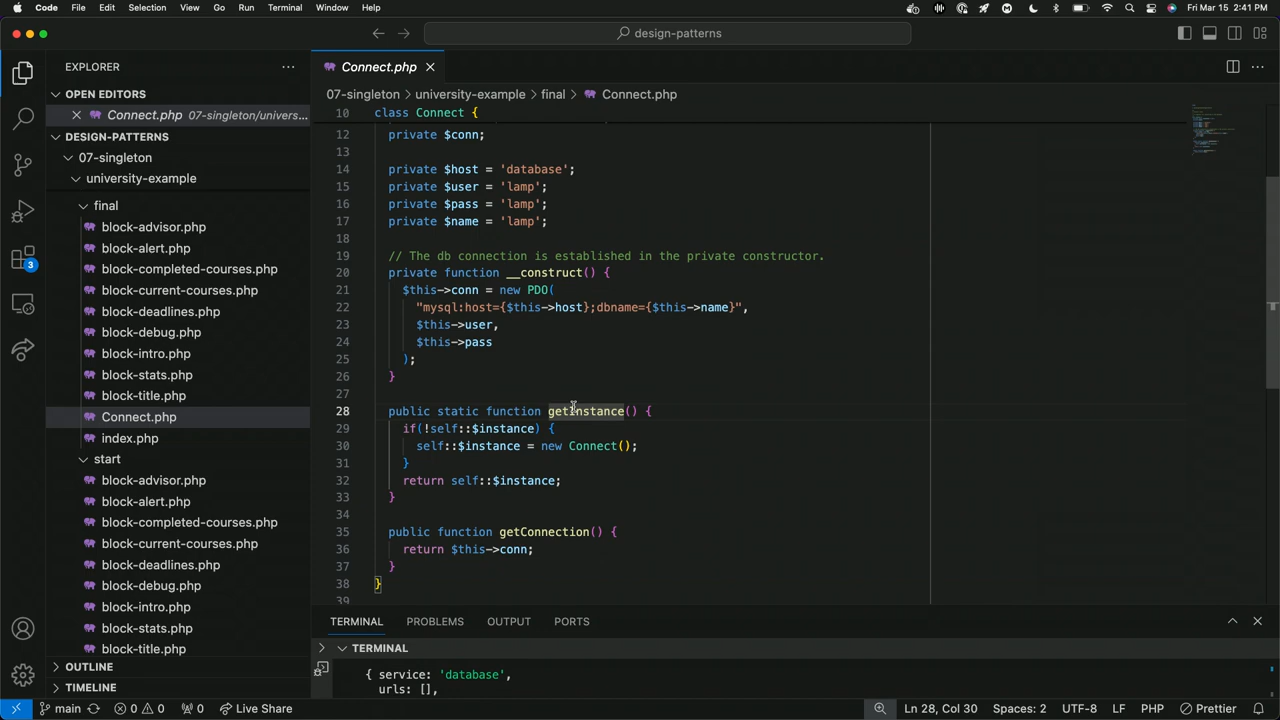 Code File Edit Selection View Go Run Terminal Window Help Fri Mar 15 2:41 PM
design-patterns
EXPLORER
Connect.php
OPEN EDITORS
Connect.php 07-singleton/univers...
DESIGN-PATTERNS
07-singleton
university-example
final
block-advisor.php
block-alert.php
block-completed-courses.php
block-current-courses.php
block-deadlines.php
block-debug.php
block-intro.php
block-stats.php
block-title.php
Connect.php
index.php
start
block-advisor.php
block-alert.php
block-completed-courses.php
block-current-courses.php
block-deadlines.php
block-debug.php
block-intro.php
block-stats.php
block-title.php
OUTLINE
TIMELINE
3
07-singleton > university-example > final > Connect.php
10 class Connect {
12 private $conn;
13
14 private $host = 'database';
15 private $user = 'lamp';
16 private $pass = 'lamp';
17 private $name = 'lamp';
18
19 // The db connection is established in the private constructor.
20 private function __construct() {
21 $this->conn = new PDO(
22 "mysql:host={$this->host};dbname={$this->name}",
23 $this->user,
24 $this->pass
25 );
26 }
27
28 public static function getInstance() {
29 if(!self::$instance) {
30 self::$instance = new Connect();
31 }
32 return self::$instance;
33 }
34
35 public function getConnection() {
36 return $this->conn;
37 }
38 }
39
TERMINAL PROBLEMS OUTPUT PORTS
TERMINAL
{ service: 'database',
urls: [],
main 0 0 0 Live Share Ln 28, Col 30 Spaces: 2 UTF-8 LF PHP Prettier